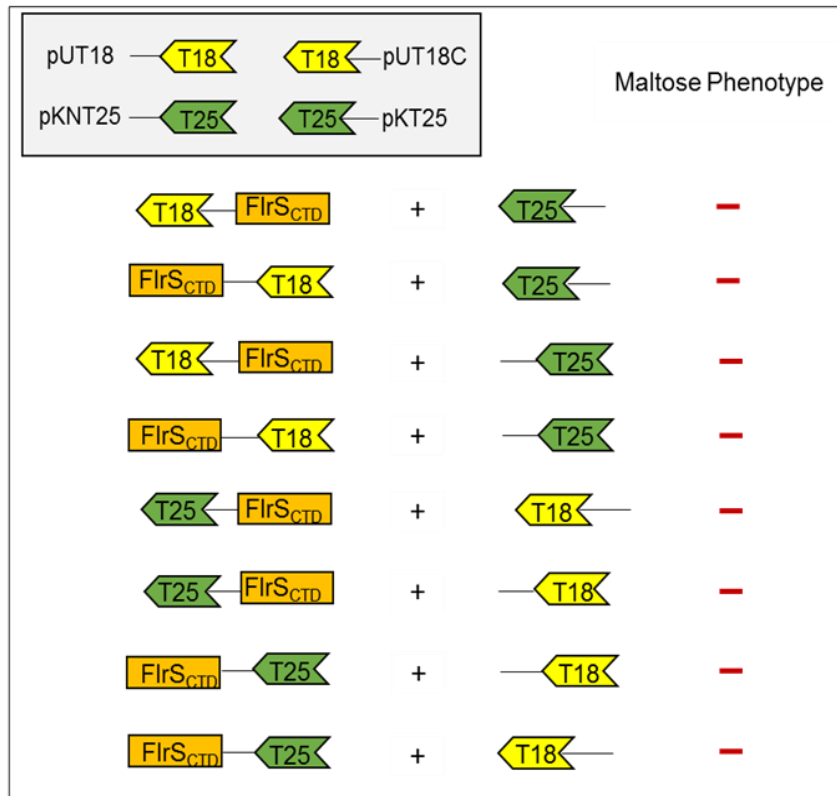 pUT18 T18 T18 pUT18C
pKNT25 T25 T25 pKT25
Maltose Phenotype
T18 FlrSCTD + T25 –
FlrSCTD T18 + T25 –
T18 FlrSCTD + T25 –
FlrSCTD T18 + T25 –
T25 FlrSCTD + T18 –
T25 FlrSCTD + T18 –
FlrSCTD T25 + T18 –
FlrSCTD T25 + T18 –